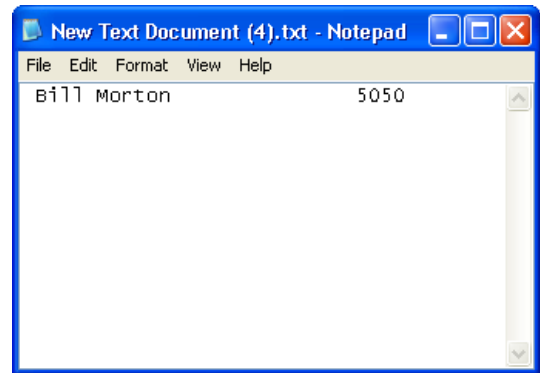 New Text Document (4).txt - Notepad
File Edit Format View Help
Bill Morton 5050